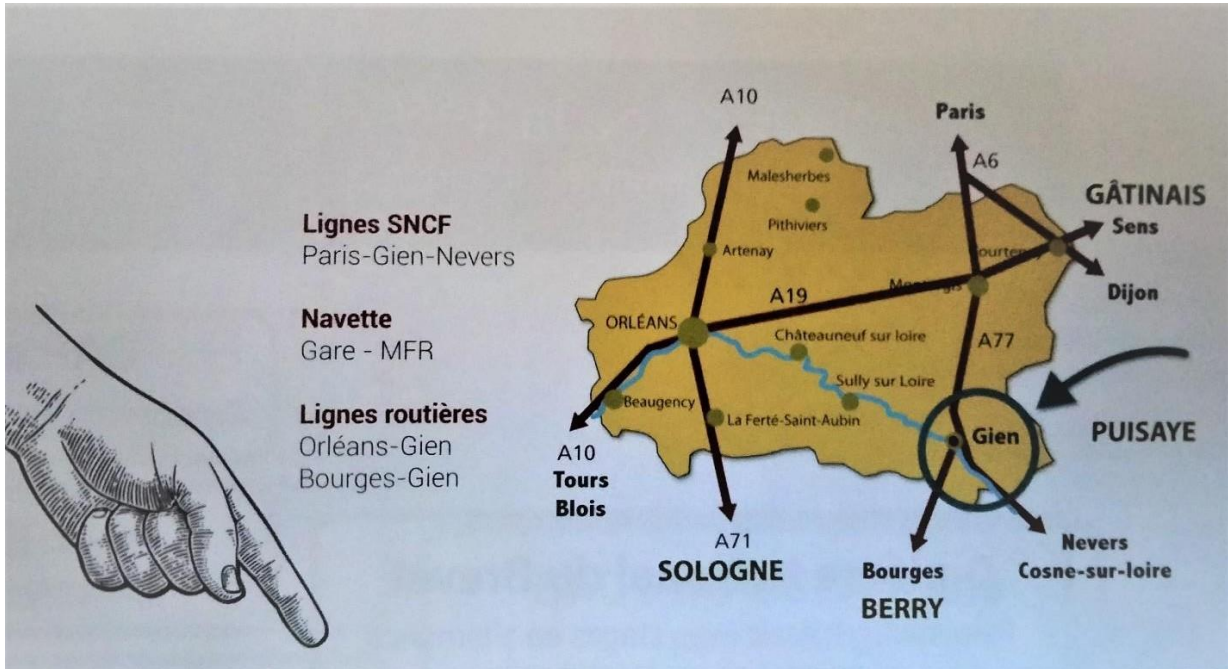 Lignes SNCF
Paris-Gien-Nevers
Navette
Gare - MFR
Lignes routières
Orléans-Gien
Bourges-Gien
A10
Paris
A6
Malesherbes
GÂTINAIS
Sens
Pithiviers
Artenay
Dijon
A19
ORLÉANS
Châteauneuf sur loire
A77
Sully sur Loire
Beaugency
La Ferté-Saint-Aubin
Gien
PUISAYE
A10
Tours
Blois
A71
SOLOGNE
Bourges
BERRY
Nevers
Cosne-sur-loire